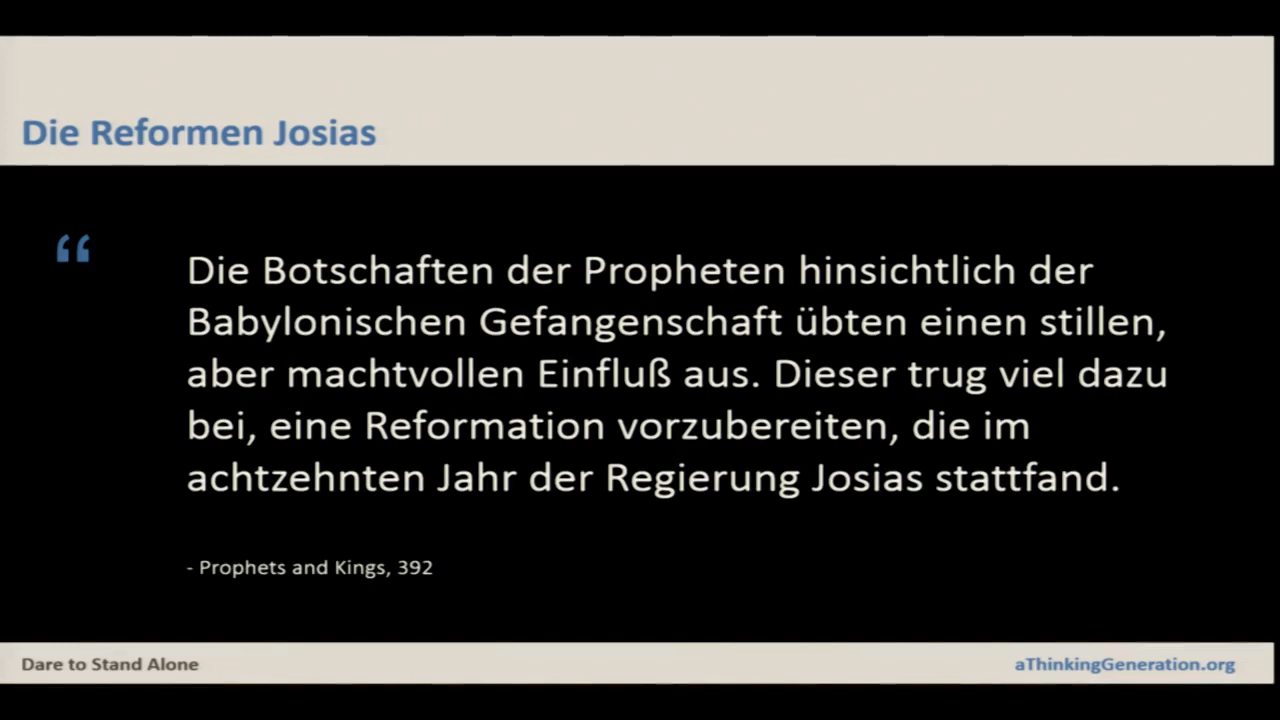 Die Reformen Josias
“
Die Botschaften der Propheten hinsichtlich der
Babylonischen Gefangenschaft übten einen stillen,
aber machtvollen Einfluß aus. Dieser trug viel dazu
bei, eine Reformation vorzubereiten, die im
achtzehnten Jahr der Regierung Josias stattfand.
- Prophets and Kings, 392
Dare to Stand Alone
aThinkingGeneration.org